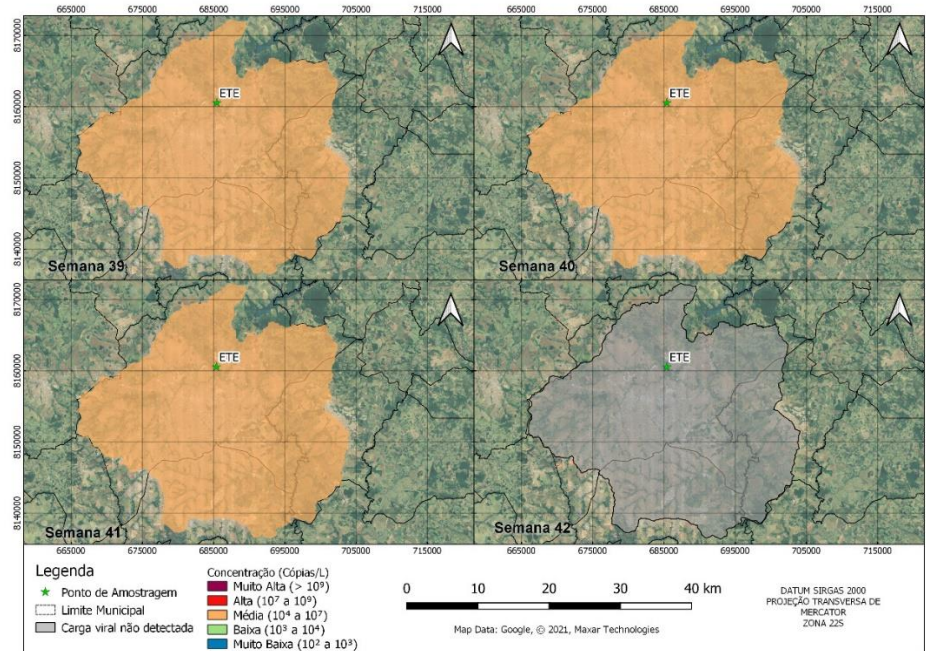 665000 675000 685000 695000 705000 715000 665000 675000 685000 695000 705000 715000
8170000
8160000
8150000
8140000
ETE
Semana 39
ETE
Semana 40
8170000
8160000
8150000
8140000
ETE
Semana 41
ETE
Semana 42
665000 675000 685000 695000 705000 715000 665000 675000 685000 695000 705000 715000
Legenda
Ponto de Amostragem
Limite Municipal
Carga viral não detectada
Concentração (Cópias/L)
Muito Alta (> 10⁹)
Alta (10⁷ a 10⁹)
Média (10⁴ a 10⁷)
Baixa (10³ a 10⁴)
Muito Baixa (10² a 10³)
0 10 20 30 40 km
Map Data: Google, © 2021, Maxar Technologies
DATUM SIRGAS 2000
PROJEÇÃO TRANSVERSA DE
MERCATOR
ZONA 22S